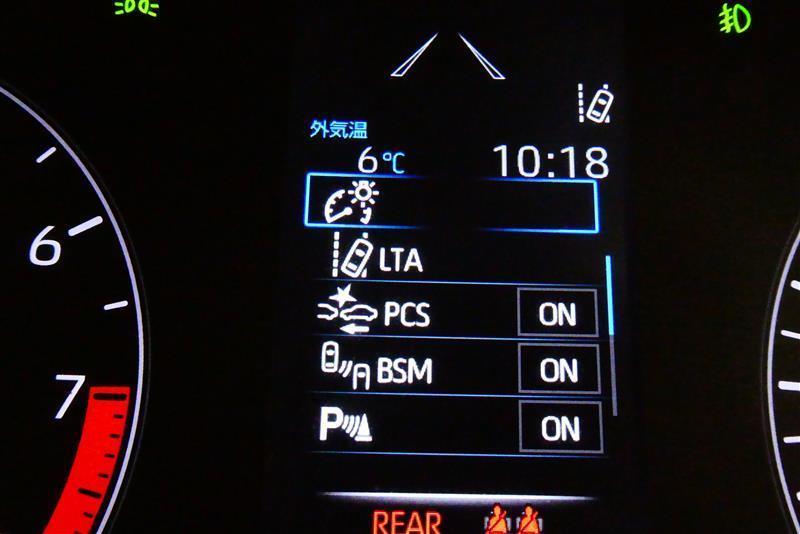 外気温
6℃ 10:18
LTA
PCS ON
BSM ON
P ON
6
7
REAR